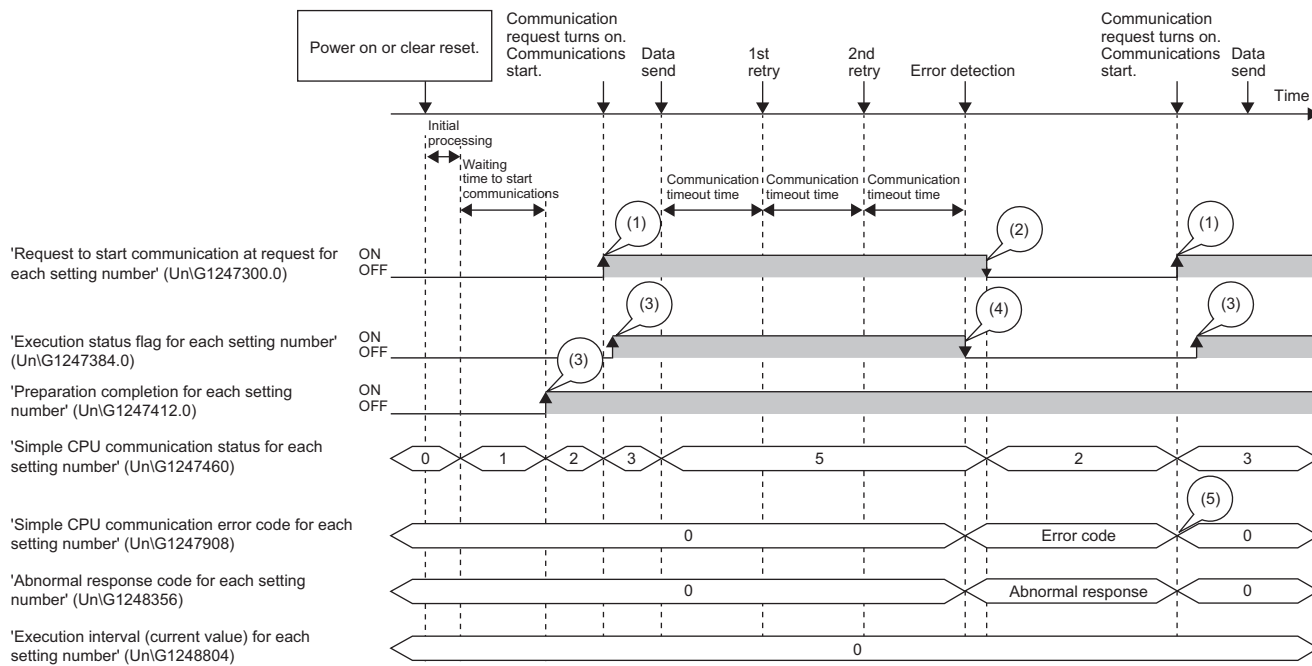 Power on or clear reset.
Communication
request turns on.
Communications
start.
Data
send
1st
retry
2nd
retry
Error detection
Communication
request turns on.
Communications
start.
Data
send
Time
Initial
processing
Waiting
time to start
communications
Communication
timeout time
Communication
timeout time
Communication
timeout time
'Request to start communication at request for
each setting number' (Un\G1247300.0)
ON
OFF
(1)
(2)
(1)
'Execution status flag for each setting number'
(Un\G1247384.0)
ON
OFF
(3)
(4)
(3)
'Preparation completion for each setting
number' (Un\G1247412.0)
ON
OFF
(3)
'Simple CPU communication status for each
setting number' (Un\G1247460)
0 1 2 3 5 2 3
'Simple CPU communication error code for each
setting number' (Un\G1247908)
0 Error code 0
(5)
'Abnormal response code for each setting
number' (Un\G1248356)
0 Abnormal response 0
'Execution interval (current value) for each
setting number' (Un\G1248804)
0